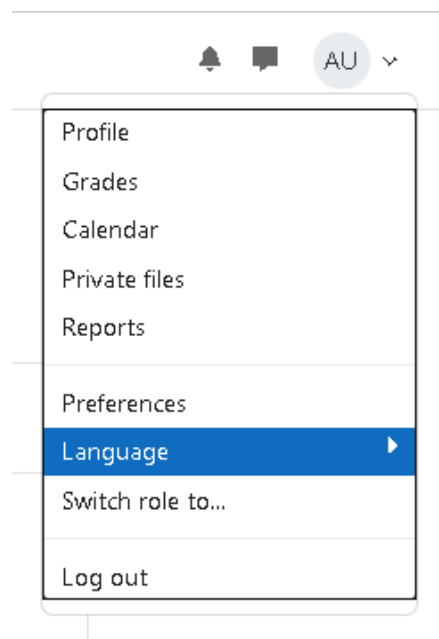 AU
Profile
Grades
Calendar
Private files
Reports
Preferences
Language
Switch role to...
Log out